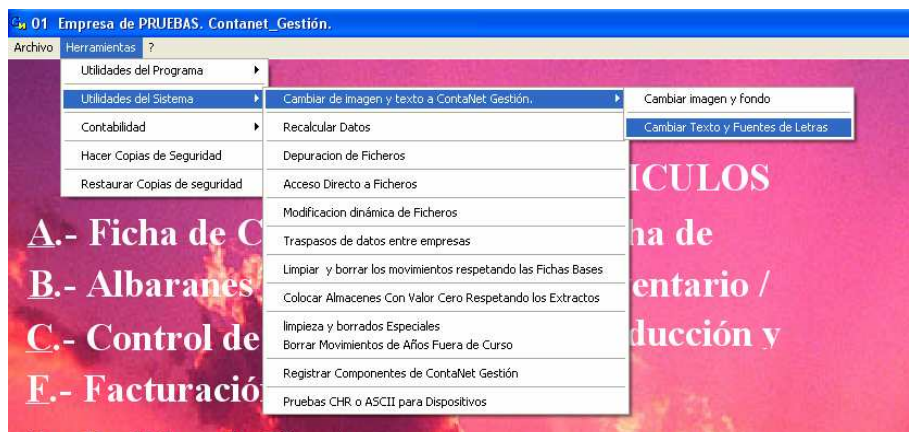 01 Empresa de PRUEBAS. Contanet_Gestión.
Archivo Herramientas ?
Utilidades del Programa
Utilidades del Sistema
Contabilidad
Hacer Copias de Seguridad
Restaurar Copias de seguridad
Cambiar de imagen y texto a ContaNet Gestión.
Recalcular Datos
Depuracion de Ficheros
Acceso Directo a Ficheros
Modificacion dinámica de Ficheros
Traspasos de datos entre empresas
Limpiar y borrar los movimientos respetando las Fichas Bases
Colocar Almacenes Con Valor Cero Respetando los Extractos
limpieza y borrados Especiales
Borrar Movimientos de Años Fuera de Curso
Registrar Componentes de ContaNet Gestión
Pruebas CHR o ASCII para Dispositivos
Cambiar imagen y fondo
Cambiar Texto y Fuentes de Letras
ICULOS
A.- Ficha de C
ha de
B.- Albaranes
entario /
C.- Control de
ducción y
F.- Facturació